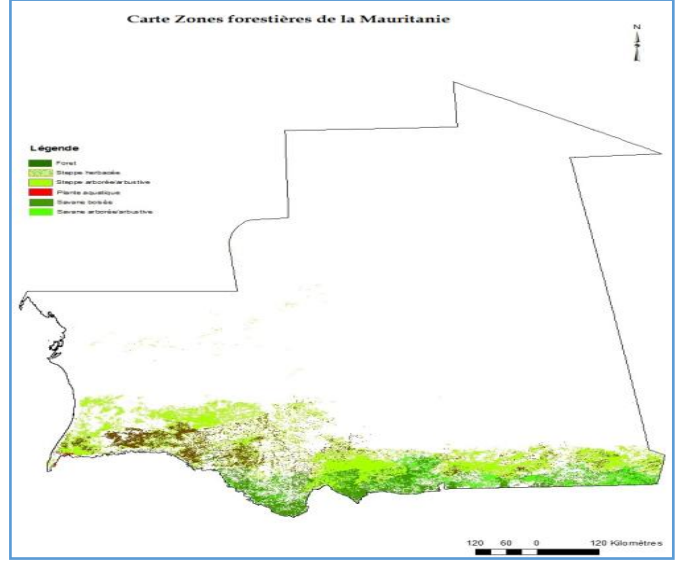 Carte Zones forestières de la Mauritanie
N
Légende
Foret
Steppe herbacée
Steppe arborée/arbustive
Plante aquatique
Savane boisée
Savane arborée/arbustive
120 60 0 120 Kilomètres